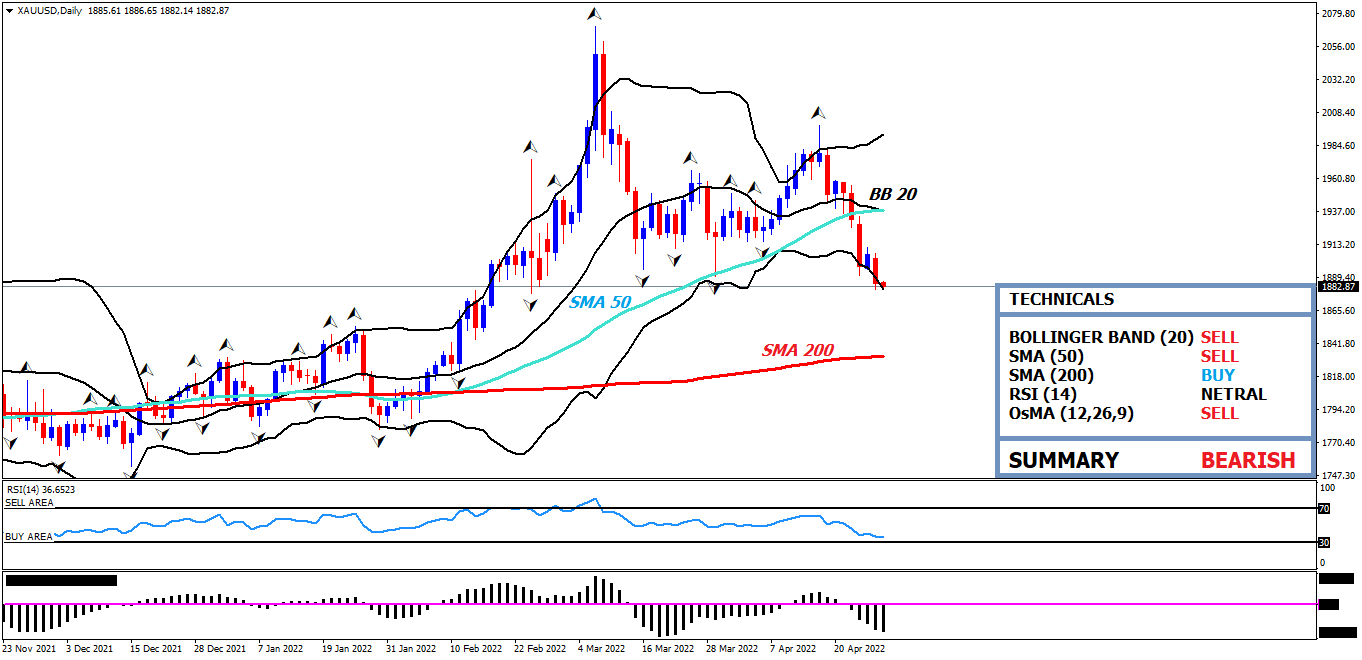 XAUUSD,Daily 1885.61 1886.65 1882.14 1882.87
2079.80
2056.00
2032.20
2008.40
1984.60
1960.80
BB 20
1937.00
1913.20
1889.40
1882.87
SMA 50
1865.60
SMA 200
1841.80
1818.00
1794.20
1770.40
1747.30
TECHNICALS
BOLLINGER BAND (20) SELL
SMA (50) SELL
SMA (200) BUY
RSI (14) NETRAL
OsMA (12,26,9) SELL
SUMMARY BEARISH
RSI(14) 36.6523
SELL AREA
BUY AREA
100
70
30
0
23 Nov 2021 3 Dec 2021 15 Dec 2021 28 Dec 2021 7 Jan 2022 19 Jan 2022 31 Jan 2022 10 Feb 2022 22 Feb 2022 4 Mar 2022 16 Mar 2022 28 Mar 2022 7 Apr 2022 20 Apr 2022